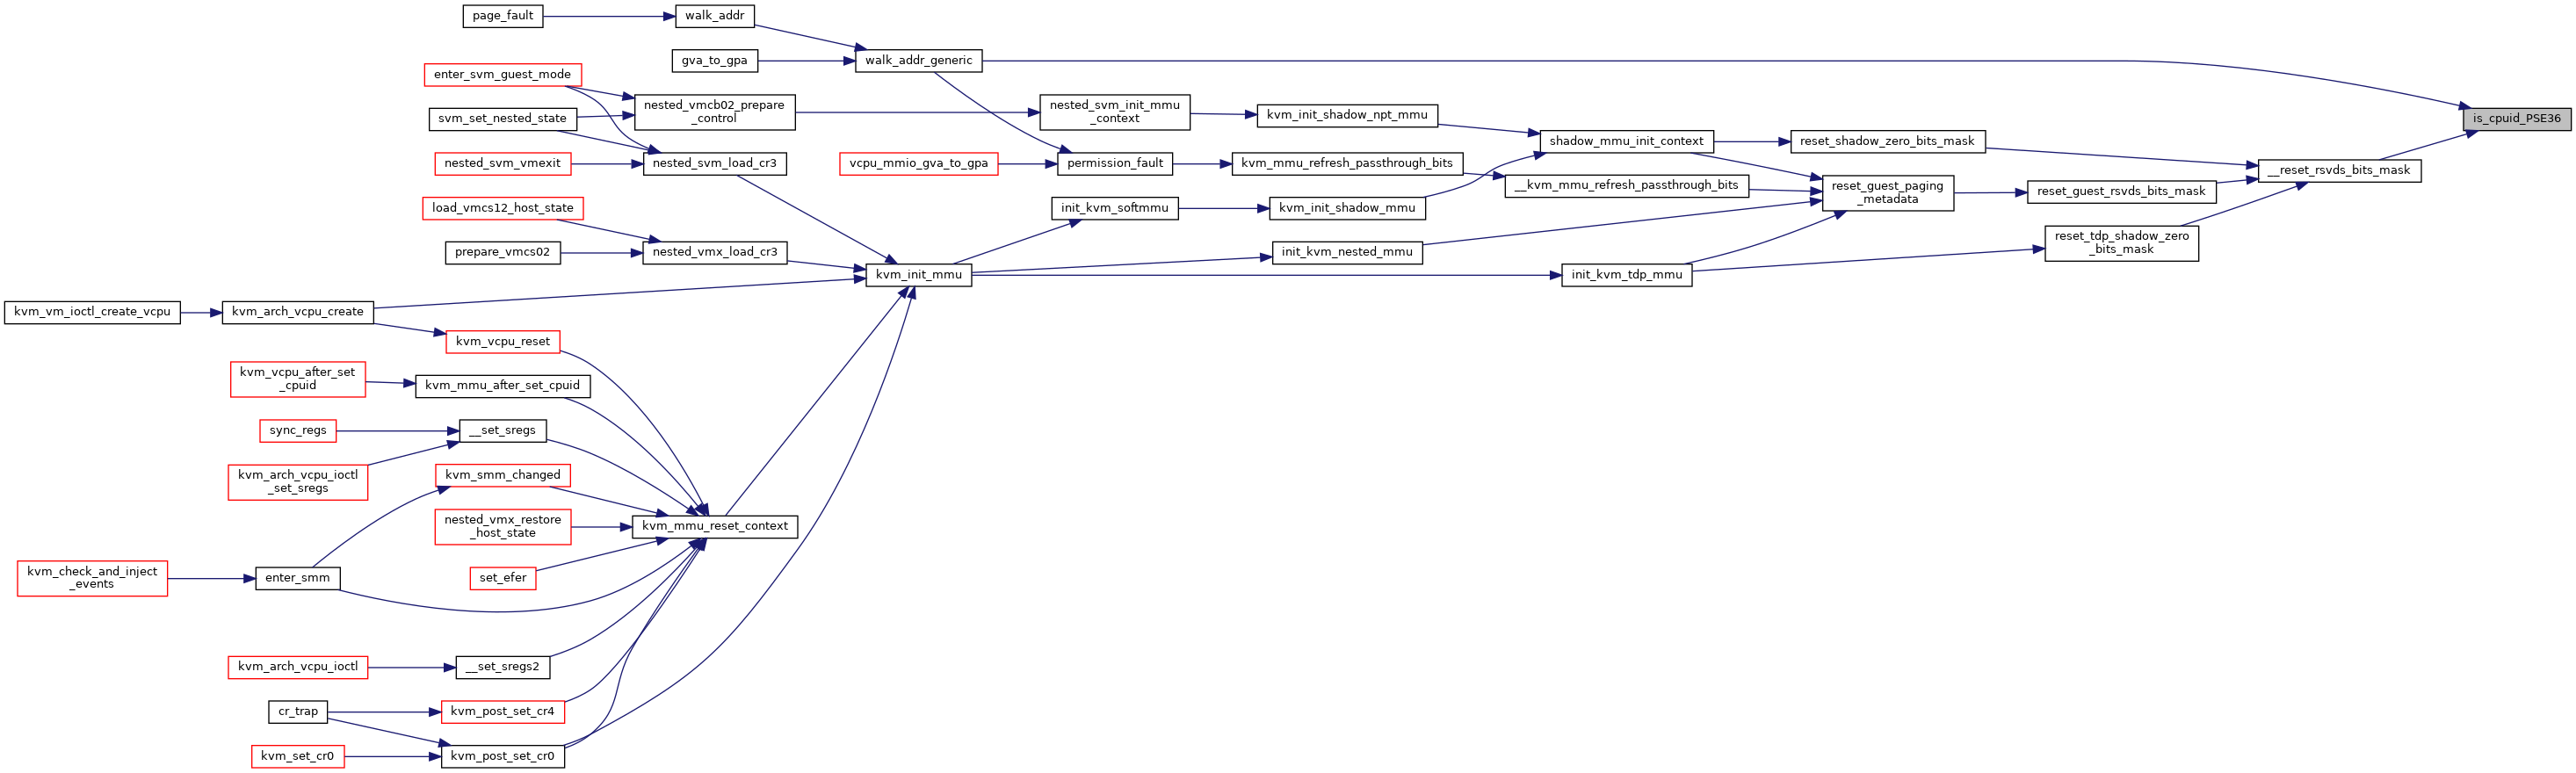 page_fault
walk_addr
gva_to_gpa
walk_addr_generic
enter_svm_guest_mode
svm_set_nested_state
nested_vmcb02_prepare
_control
nested_svm_init_mmu
_context
kvm_init_shadow_npt_mmu
is_cpuid_PSE36
nested_svm_vmexit
nested_svm_load_cr3
vcpu_mmio_gva_to_gpa
permission_fault
kvm_mmu_refresh_passthrough_bits
shadow_mmu_init_context
reset_shadow_zero_bits_mask
__reset_rsvds_bits_mask
__kvm_mmu_refresh_passthrough_bits
reset_guest_paging
_metadata
reset_guest_rsvds_bits_mask
load_vmcs12_host_state
init_kvm_softmmu
kvm_init_shadow_mmu
prepare_vmcs02
nested_vmx_load_cr3
init_kvm_nested_mmu
reset_tdp_shadow_zero
_bits_mask
kvm_init_mmu
init_kvm_tdp_mmu
kvm_vm_ioctl_create_vcpu
kvm_arch_vcpu_create
kvm_vcpu_reset
kvm_vcpu_after_set
_cpuid
kvm_mmu_after_set_cpuid
sync_regs
__set_sregs
kvm_arch_vcpu_ioctl
_set_sregs
kvm_smm_changed
nested_vmx_restore
_host_state
kvm_mmu_reset_context
kvm_check_and_inject
_events
enter_smm
set_efer
kvm_arch_vcpu_ioctl
__set_sregs2
cr_trap
kvm_post_set_cr4
kvm_set_cr0
kvm_post_set_cr0